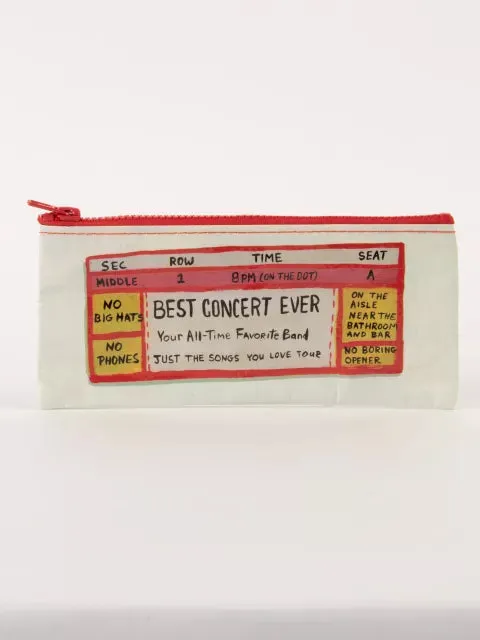 SEC ROW TIME SEAT
MIDDLE 1 8PM (ON THE DOT) A
NO
BIG HATS
NO
PHONES
BEST CONCERT EVER
Your All-Time Favorite Band
JUST THE SONGS YOU LOVE TOUR
ON THE
AISLE
NEAR THE
BATHROOM
AND BAR
NO BORING
OPENER